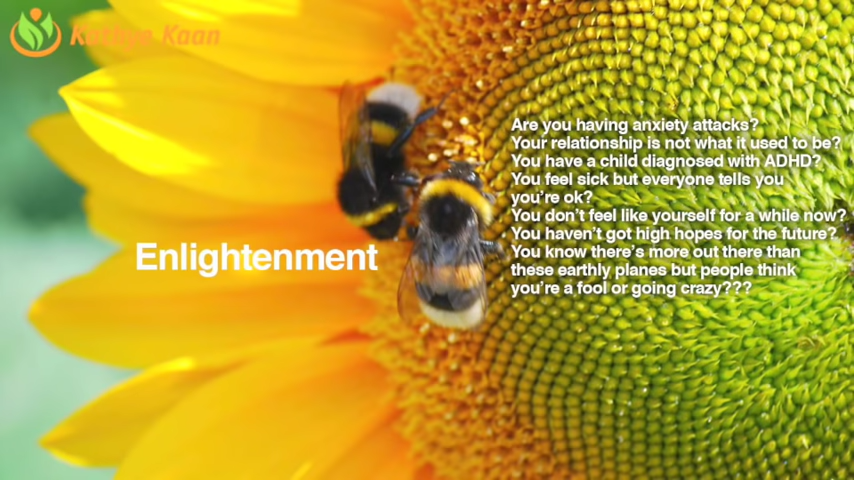 Kathye Kaan
Enlightenment
Are you having anxiety attacks?
Your relationship is not what it used to be?
You have a child diagnosed with ADHD?
You feel sick but everyone tells you
you're ok?
You don't feel like yourself for a while now?
You haven't got high hopes for the future?
You know there's more out there than
these earthly planes but people think
you're a fool or going crazy???